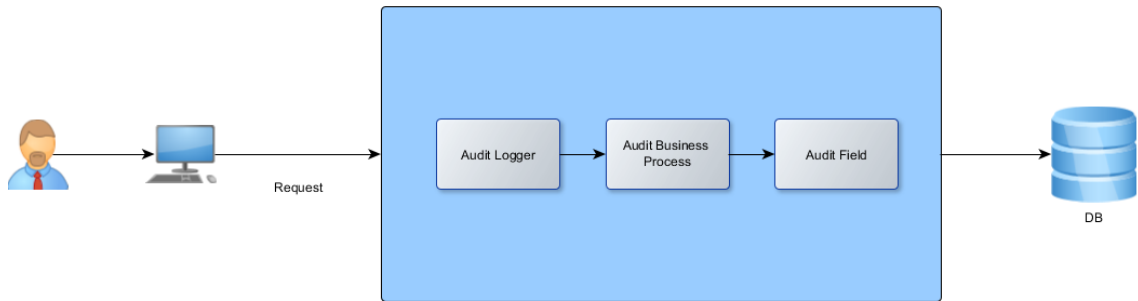 Request
Audit Logger
Audit Business
Process
Audit Field
DB